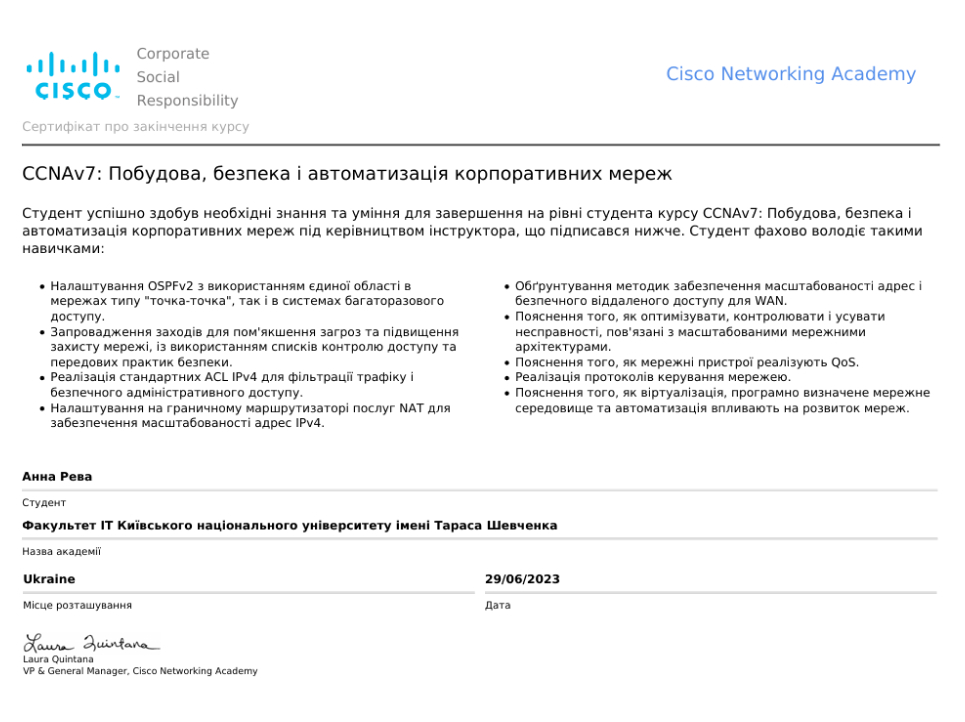 CISCO
Corporate
Social
Responsibility
Cisco Networking Academy
Сертифікат про закінчення курсу
CCNAv7: Побудова, безпека і автоматизація корпоративних мереж
Студент успішно здобув необхідні знання та уміння для завершення на рівні студента курсу CCNAv7: Побудова, безпека і
автоматизація корпоративних мереж під керівництвом інструктора, що підписався нижче. Студент фахово володіє такими
навичками:
• Налаштування OSPFv2 з використанням єдиної області в
мережах типу "точка-точка", так і в системах багаторазового
доступу.
• Запровадження заходів для пом'якшення загроз та підвищення
захисту мережі, із використанням списків контролю доступу та
передових практик безпеки.
• Реалізація стандартних ACL IPv4 для фільтрації трафіку і
безпечного адміністративного доступу.
• Налаштування на граничному маршрутизаторі послуг NAT для
забезпечення масштабованості адрес IPv4.
• Обґрунтування методик забезпечення масштабованості адрес і
безпечного віддаленого доступу для WAN.
• Пояснення того, як оптимізувати, контролювати і усувати
несправності, пов'язані з масштабованими мережними
архітектурами.
• Пояснення того, як мережні пристрої реалізують QoS.
• Реалізація протоколів керування мережею.
• Пояснення того, як віртуалізація, програмно визначене мережне
середовище та автоматизація впливають на розвиток мереж.
Анна Рева
Студент
Факультет ІТ Київського національного університету імені Тараса Шевченка
Назва академії
Ukraine
Місце розташування
29/06/2023
Дата
Laura Quintana
Laura Quintana
VP & General Manager, Cisco Networking Academy